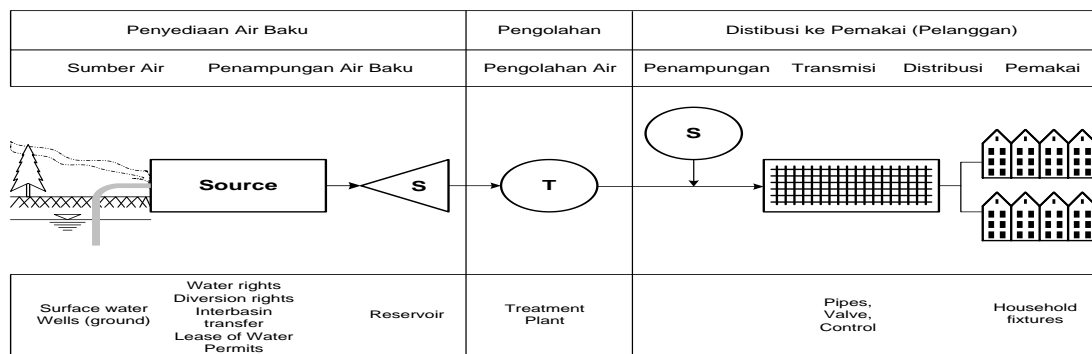 Penyediaan Air Baku
Pengolahan
Distibusi ke Pemakai (Pelanggan)
Sumber Air
Penampungan Air Baku
Pengolahan Air
Penampungan
Transmisi
Distribusi
Pemakai
Source
S
T
S
Surface water
Wells (ground)
Water rights
Diversion rights
Interbasin
transfer
Lease of Water
Permits
Reservoir
Treatment
Plant
Pipes,
Valve,
Control
Household
fixtures